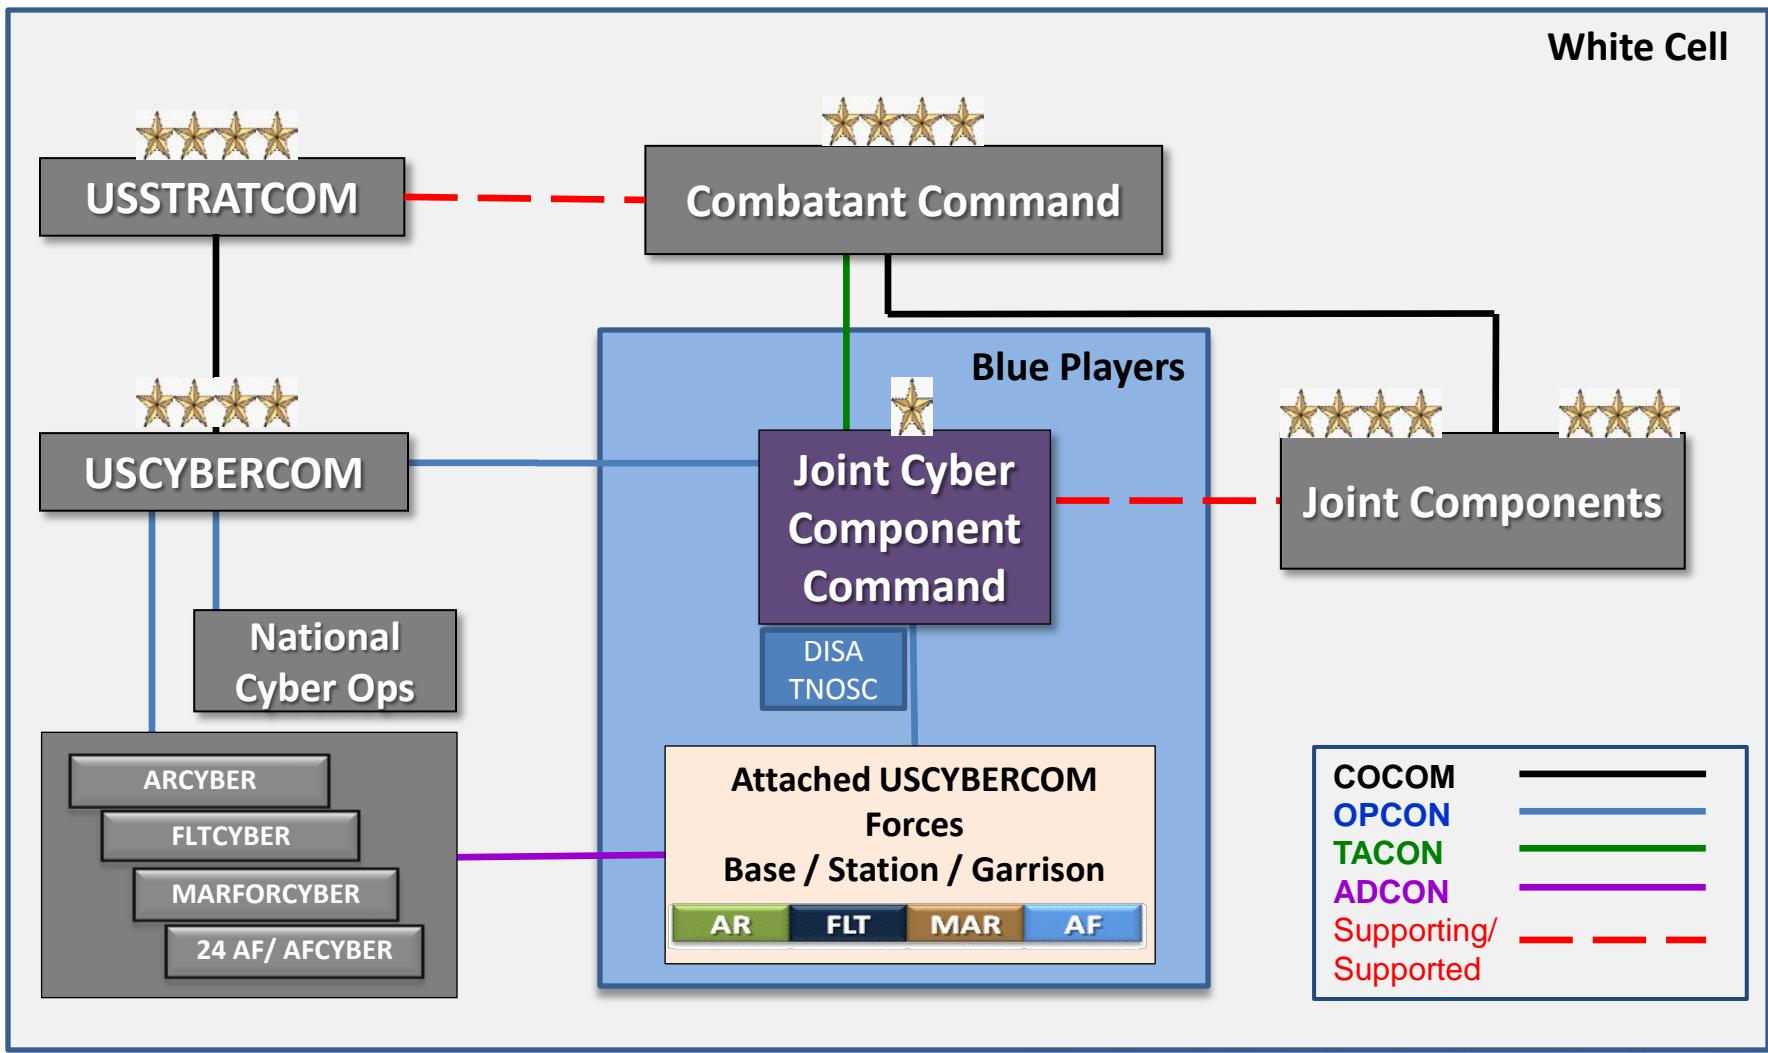 White Cell
USSTRATCOM
Combatant Command
Blue Players
USCYBERCOM
Joint Cyber
Component
Command
Joint Components
National
Cyber Ops
DISA
TNOSC
ARCYBER
FLTCYBER
MARFORCYBER
24 AF/ AFCYBER
Attached USCYBERCOM
Forces
Base / Station / Garrison
AR FLT MAR AF
COCOM
OPCON
TACON
ADCON
Supporting/
Supported